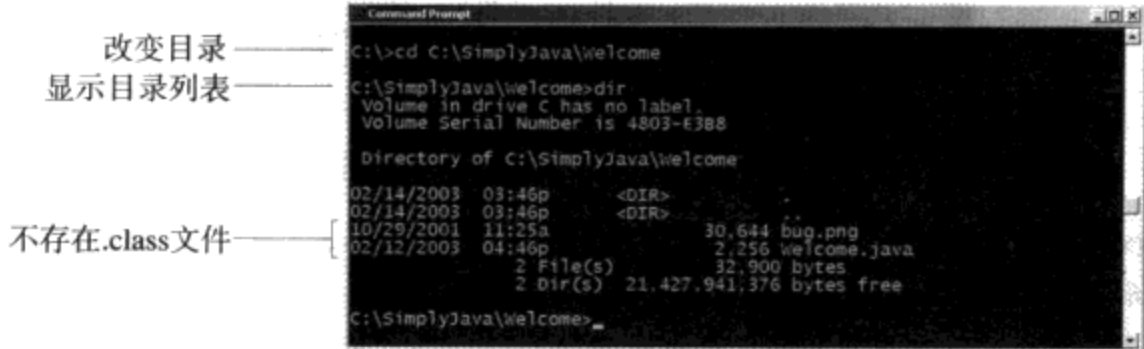 Command Prompt
改变目录
C:\>cd C:\SimplyJava\Welcome
显示目录列表
C:\SimplyJava\Welcome>dir
Volume in drive C has no label.
Volume Serial Number is 4803-E3B8
Directory of C:\SimplyJava\Welcome
02/14/2003 03:46p <DIR> .
02/14/2003 03:46p <DIR> ..
不存在.class文件
10/29/2001 11:25a 30,644 bug.png
02/12/2003 04:46p 2,256 Welcome.java
2 File(s) 32,900 bytes
2 Dir(s) 21,427,941,376 bytes free
C:\SimplyJava\Welcome>_